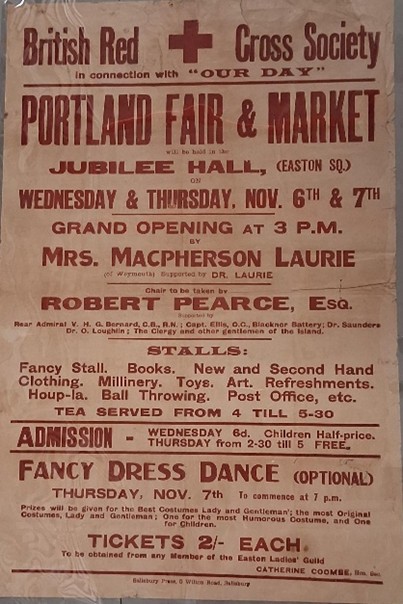 British Red Cross Society
in connection with "OUR DAY"
PORTLAND FAIR & MARKET
will be held in the
JUBILEE HALL, (EASTON SQ.)
ON
WEDNESDAY & THURSDAY, NOV. 6TH & 7TH
GRAND OPENING AT 3 P.M.
BY
MRS. MACPHERSON LAURIE
(of Weymouth) Supported by DR. LAURIE
Chair to be taken by
ROBERT PEARCE, ESQ.
Supported by
Rear Admiral V. H. G. Bernard, C.B., R.N.; Capt. Ellis, O.C., Blacknor Battery; Dr. Saunders
Dr. O. Loughlin; The Clergy and other gentlemen of the Island.
STALLS:
Fancy Stall. Books. New and Second Hand
Clothing. Millinery. Toys. Art. Refreshments.
Houp-la. Ball Throwing. Post Office, etc.
TEA SERVED FROM 4 TILL 5-30
ADMISSION - WEDNESDAY 6d. Children Half-price.
THURSDAY from 2-30 till 5 FREE.
FANCY DRESS DANCE (OPTIONAL)
THURSDAY, NOV. 7th To commence at 7 p.m.
Prizes will be given for the Best Costumes Lady and Gentleman; the most Original
Costumes, Lady and Gentleman; One for the most Humorous Costume, and One
for Children.
TICKETS 2/- EACH
To be obtained from any Member of the Easton Ladies' Guild
CATHERINE COOMBE, Hon. Sec.
Salisbury Press, 5 Wilton Road, Salisbury